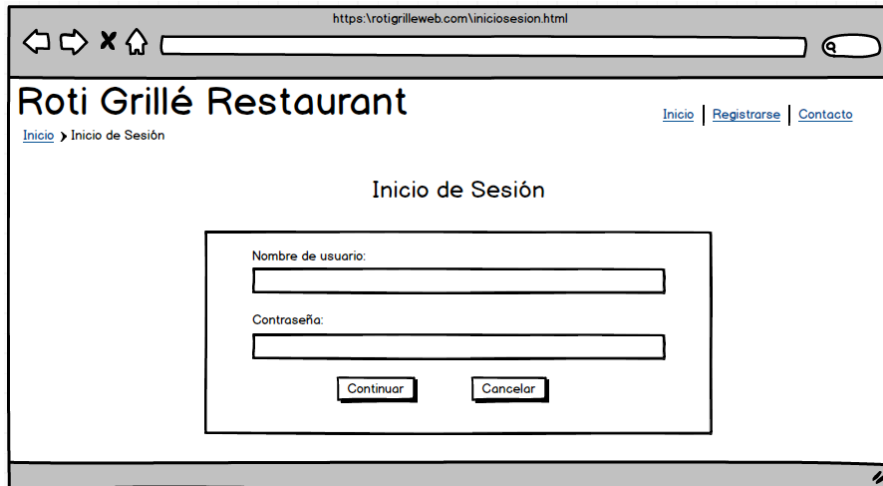 https:\rotigrilleweb.com\iniciosesion.html
Roti Grillé Restaurant
Inicio | Registrarse | Contacto
Inicio > Inicio de Sesión
Inicio de Sesión
Nombre de usuario:
Contraseña:
Continuar Cancelar